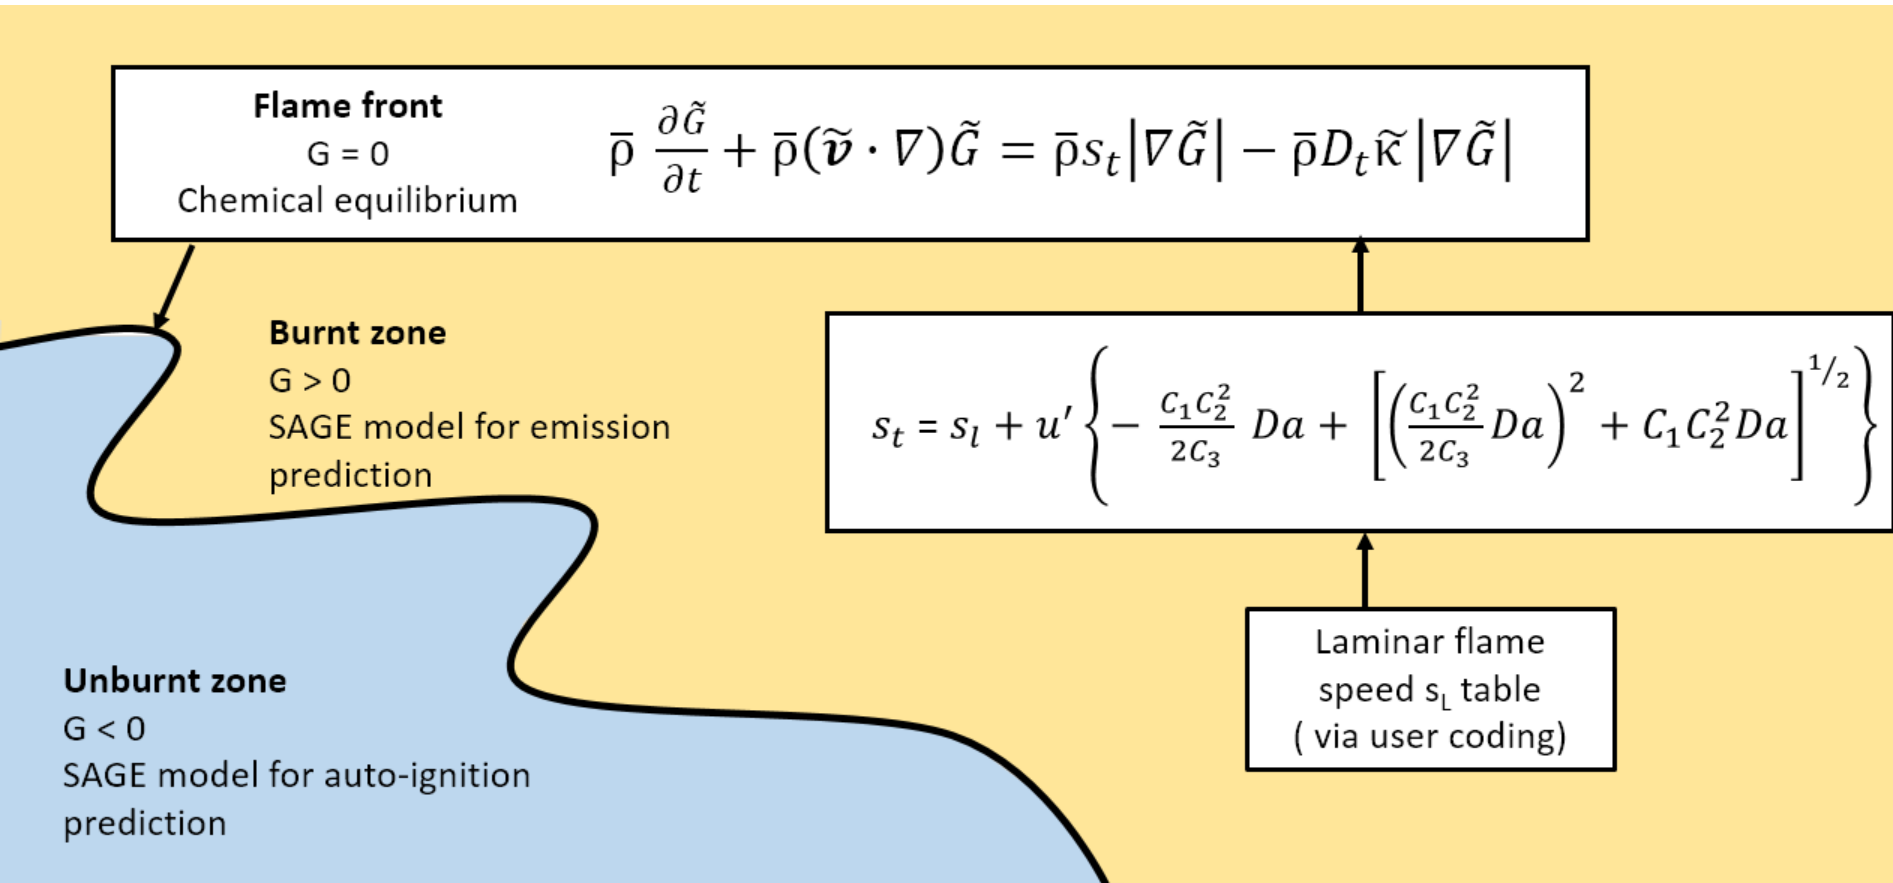 Flame front
G = 0
Chemical equilibrium
ρ̄ ∂G̃/∂t + ρ̄(ṽ · ∇)G̃ = ρ̄s_t|∇G̃| − ρ̄D_t κ̃|∇G̃|
Burnt zone
G > 0
SAGE model for emission
prediction
s_t = s_l + u′{− C₁C₂²/2C₃ Da + [(C₁C₂²/2C₃ Da)² + C₁C₂²Da]^1/2}
Laminar flame
speed s_L table
( via user coding)
Unburnt zone
G < 0
SAGE model for auto-ignition
prediction